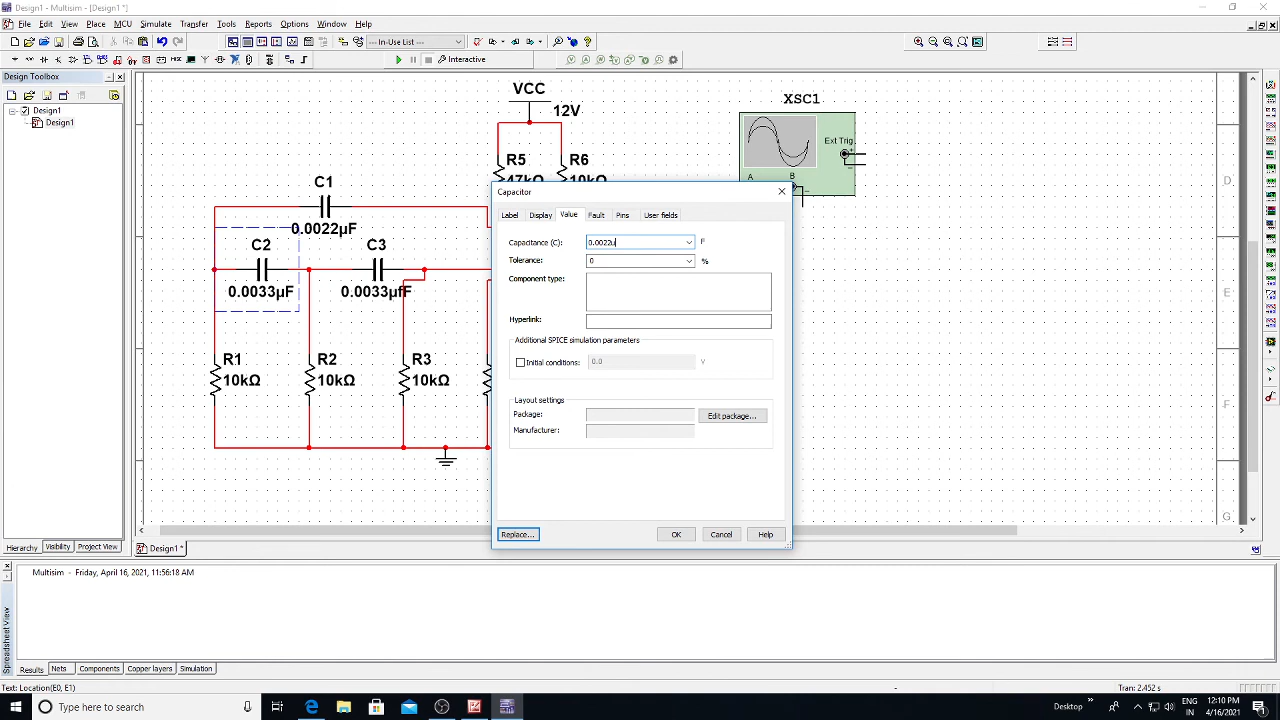 Design1 - Multisim - [Design1 *]
File Edit View Place MCU Simulate Transfer Tools Reports Options Window Help
--- In-Use List ---
Interactive
Design Toolbox
Design1
Design1
Hierarchy Visibility Project View
VCC
12V
R5
47kΩ
R6
10kΩ
XSC1
Ext Trig
A B
C1
0.0022µF
C2
0.0033µF
C3
R1
10kΩ
R2
10kΩ
R3
10kΩ
D
E
F
G
Capacitor
Label Display Value Fault Pins User fields
Capacitance (C): 0.0022u F
Tolerance: 0 %
Component type:
Hyperlink:
Additional SPICE simulation parameters
Initial conditions: 0.0 V
Layout settings
Package: Edit package...
Manufacturer:
Replace... OK Cancel Help
Design1 *
Spreadsheet View
Multisim - Friday, April 16, 2021, 11:56:18 AM
Results Nets Components Copper layers Simulation
Text: Location(E0, E1)
-
Tran: 2.452 s
Type here to search
Desktop
ENG
IN
12:10 PM
4/16/2021
1